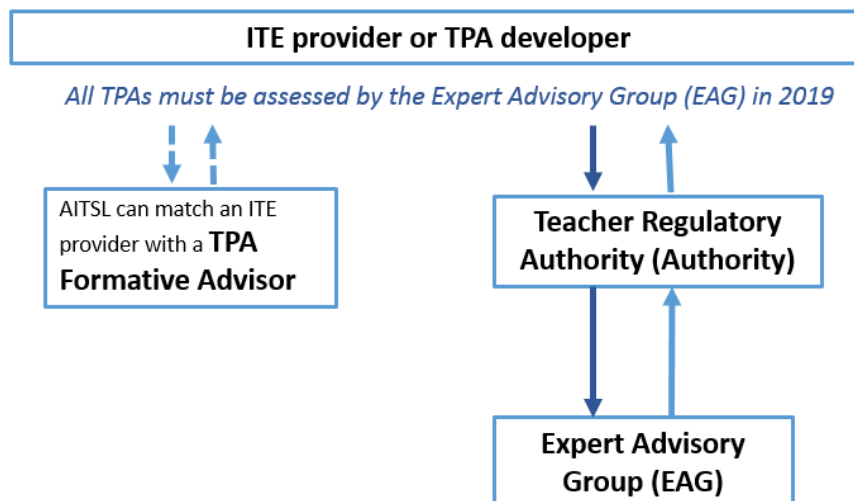 ITE provider or TPA developer
All TPAs must be assessed by the Expert Advisory Group (EAG) in 2019
AITSL can match an ITE
provider with a TPA
Formative Advisor
Teacher Regulatory
Authority (Authority)
Expert Advisory
Group (EAG)